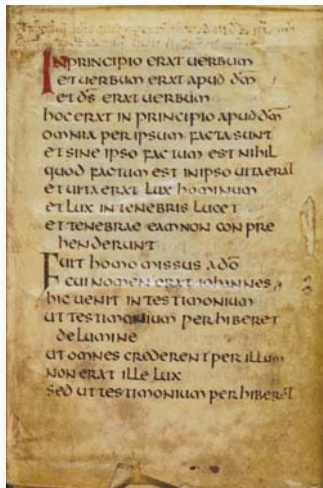 IN PRINCIPIO ERAT UERBUM
ET UERBUM ERAT APUD DM
ET DS ERAT UERBUM
HOC ERAT IN PRINCIPIO APUD DM
OMNIA PER IPSUM FACTA SUNT
ET SINE IPSO FACTUM EST NIHIL
QUOD FACTUM EST IN IPSO UITA ERAT
ET UITA ERAT LUX HOMINUM
ET LUX IN TENEBRIS LUCET
ET TENEBRAE EAM NON CON PRE
HENDERUNT
FUIT HOMO MISSUS A DO
CUI NOMEN ERAT IOHANNES
HIC UENIT IN TESTIMONIUM
UT TESTIMONIUM PERHIBERET
DE LUMINE
UT OMNES CREDERENT PER ILLUM
NON ERAT ILLE LUX
SED UT TESTIMONIUM PERHIBERET